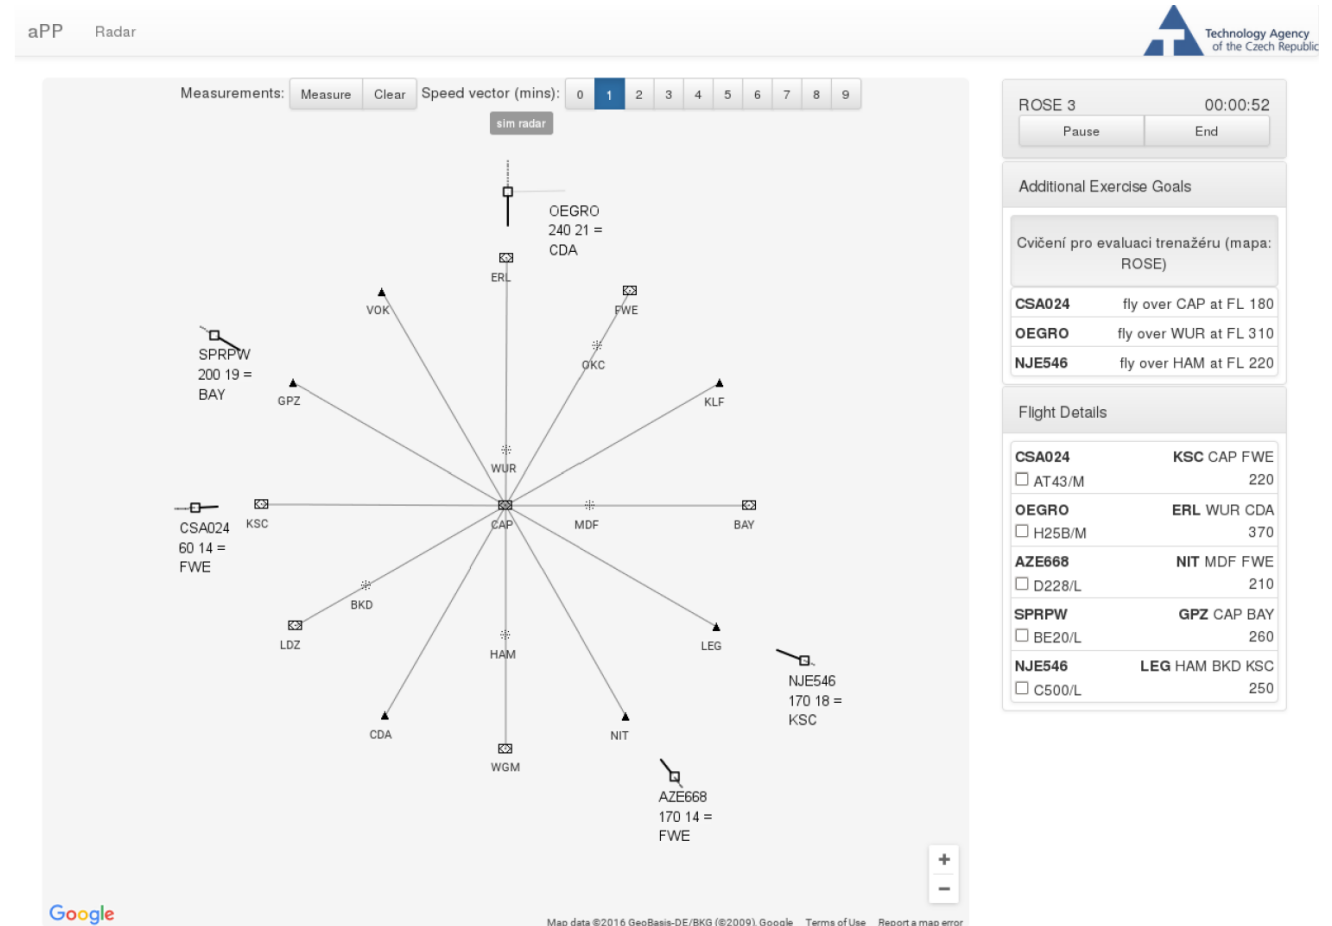 aPP Radar
Technology Agency
of the Czech Republic
Measurements: Measure Clear Speed vector (mins): 0 1 2 3 4 5 6 7 8 9
sim radar
OEGRO
240 21 =
CDA
ERL
FWE
VOK
OKC
SPRPW
200 19 =
BAY
GPZ
KLF
WUR
KSC
CAP
MDF
BAY
CSA024
60 14 =
FWE
BKD
LDZ
HAM
LEG
NJE546
170 18 =
KSC
CDA
NIT
WGM
AZE668
170 14 =
FWE
+
−
Google
Map data ©2016 GeoBasis-DE/BKG (©2009), Google Terms of Use Report a map error
ROSE 3 00:00:52
Pause End
Additional Exercise Goals
Cvičení pro evaluaci trenažéru (mapa:
ROSE)
CSA024 fly over CAP at FL 180
OEGRO fly over WUR at FL 310
NJE546 fly over HAM at FL 220
Flight Details
CSA024 KSC CAP FWE
AT43/M 220
OEGRO ERL WUR CDA
H25B/M 370
AZE668 NIT MDF FWE
D228/L 210
SPRPW GPZ CAP BAY
BE20/L 260
NJE546 LEG HAM BKD KSC
C500/L 250